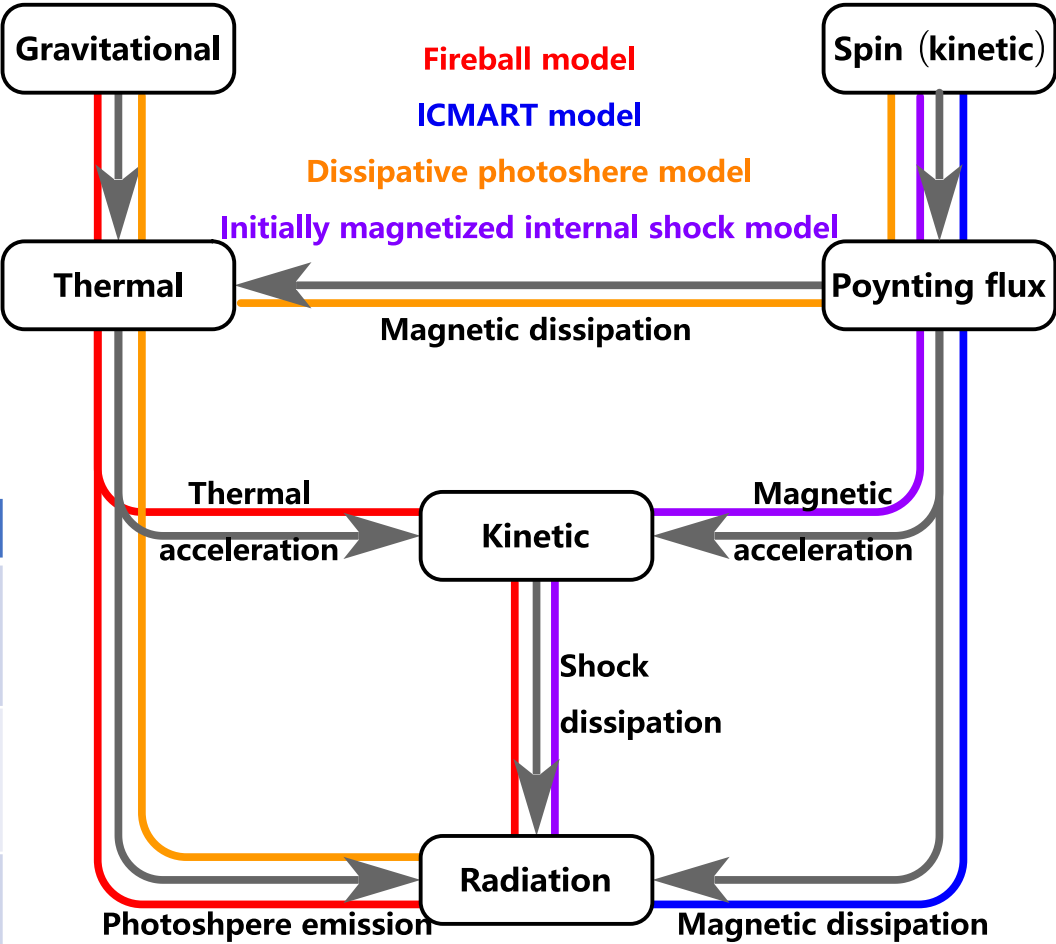 Gravitational
Spin (kinetic)
Fireball model
ICMART model
Dissipative photoshere model
Initially magnetized internal shock model
Thermal
Poynting flux
Magnetic dissipation
Thermal
acceleration
Kinetic
Magnetic
acceleration
Shock
dissipation
Radiation
Photoshpere emission
Magnetic dissipation